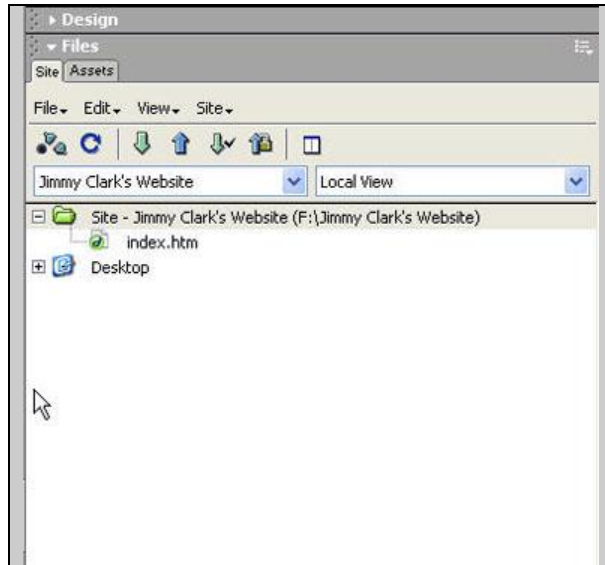 Design
Files
Site Assets
File Edit View Site
Jimmy Clark's Website Local View
Site - Jimmy Clark's Website (F:\Jimmy Clark's Website)
index.htm
Desktop